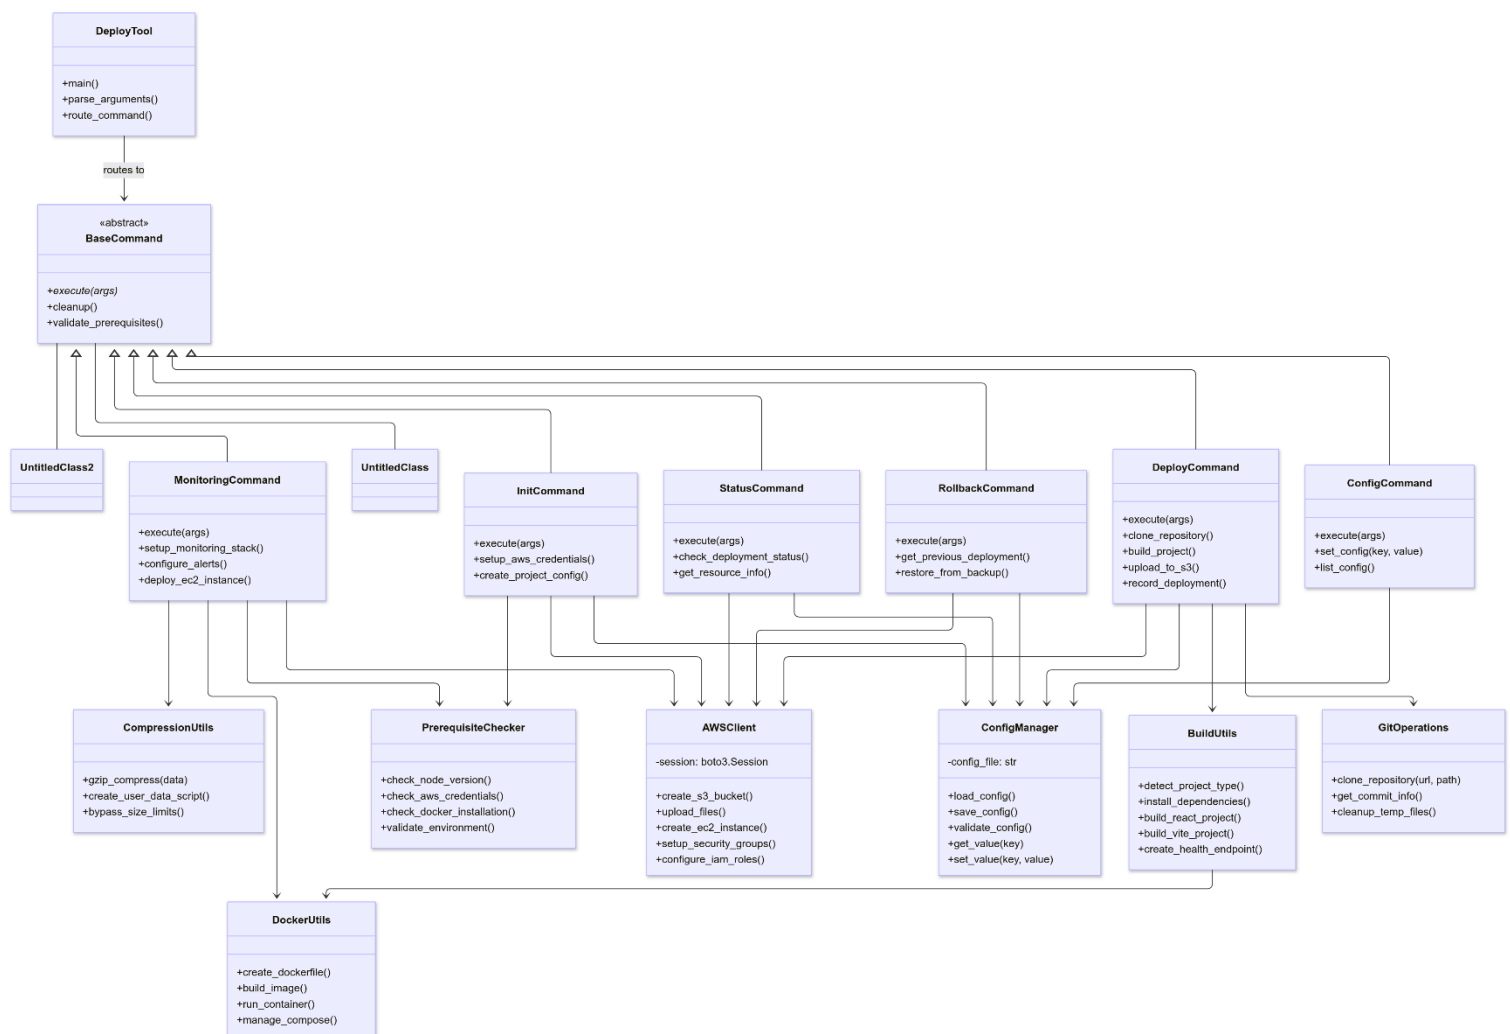 DeployTool
+main()
+parse_arguments()
+route_command()
routes to
«abstract»
BaseCommand
+execute(args)
+cleanup()
+validate_prerequisites()
UntitledClass2
MonitoringCommand
+execute(args)
+setup_monitoring_stack()
+configure_alerts()
+deploy_ec2_instance()
UntitledClass
InitCommand
+execute(args)
+setup_aws_credentials()
+create_project_config()
StatusCommand
+execute(args)
+check_deployment_status()
+get_resource_info()
RollbackCommand
+execute(args)
+get_previous_deployment()
+restore_from_backup()
DeployCommand
+execute(args)
+clone_repository()
+build_project()
+upload_to_s3()
+record_deployment()
ConfigCommand
+execute(args)
+set_config(key, value)
+list_config()
CompressionUtils
+gzip_compress(data)
+create_user_data_script()
+bypass_size_limits()
PrerequisiteChecker
+check_node_version()
+check_aws_credentials()
+check_docker_installation()
+validate_environment()
AWSClient
-session: boto3.Session
+create_s3_bucket()
+upload_files()
+create_ec2_instance()
+setup_security_groups()
+configure_iam_roles()
ConfigManager
-config_file: str
+load_config()
+save_config()
+validate_config()
+get_value(key)
+set_value(key, value)
BuildUtils
+detect_project_type()
+install_dependencies()
+build_react_project()
+build_vite_project()
+create_health_endpoint()
GitOperations
+clone_repository(url, path)
+get_commit_info()
+cleanup_temp_files()
DockerUtils
+create_dockerfile()
+build_image()
+run_container()
+manage_compose()